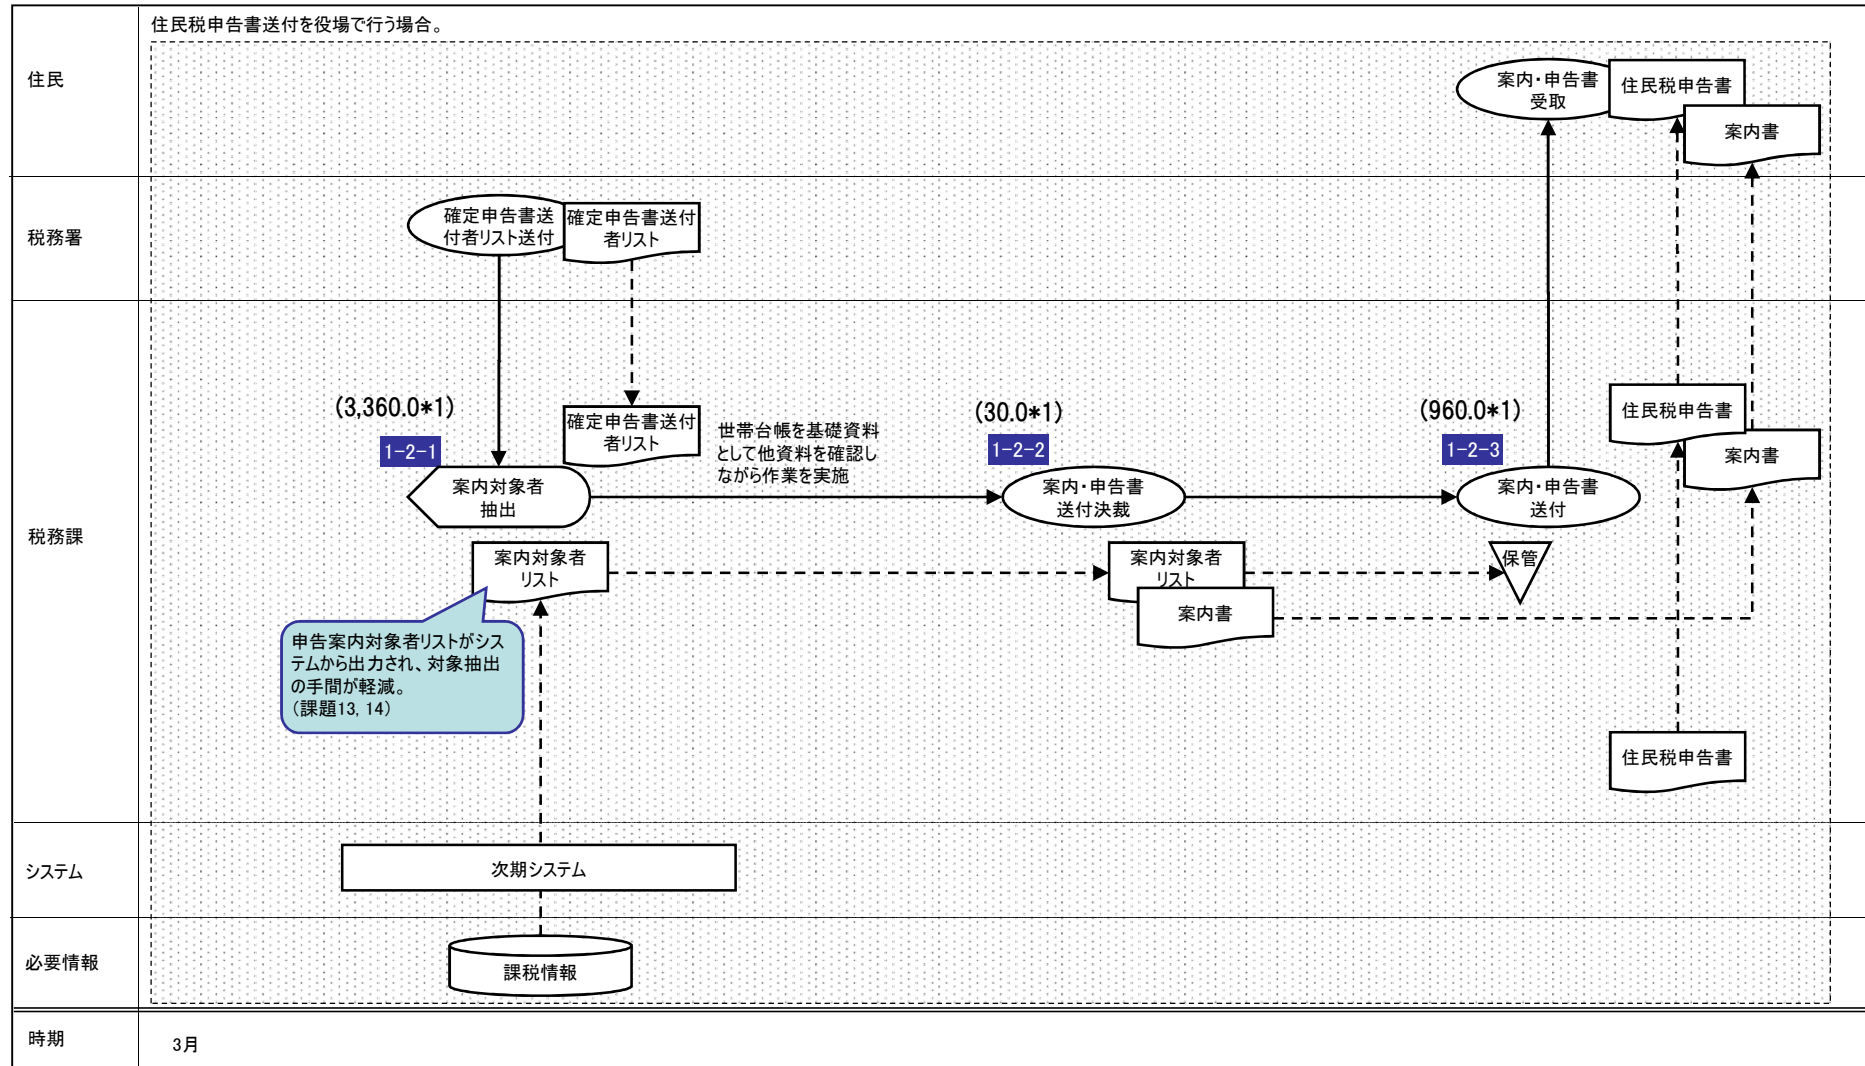 住民税申告書送付を役場で行う場合。
住民
案内・申告書
受取
住民税申告書
案内書
税務署
確定申告書送
付者リスト送付
確定申告書送付
者リスト
税務課
(3,360.0*1)
1-2-1
案内対象者
抽出
確定申告書送付
者リスト
世帯台帳を基礎資料
として他資料を確認し
ながら作業を実施
(30.0*1)
1-2-2
案内・申告書
送付決裁
(960.0*1)
1-2-3
案内・申告書
送付
住民税申告書
案内書
案内対象者
リスト
案内対象者
リスト
案内書
保管
申告案内対象者リストがシス
テムから出力され、対象抽出
の手間が軽減。
(課題13, 14)
住民税申告書
システム
次期システム
必要情報
課税情報
時期
3月